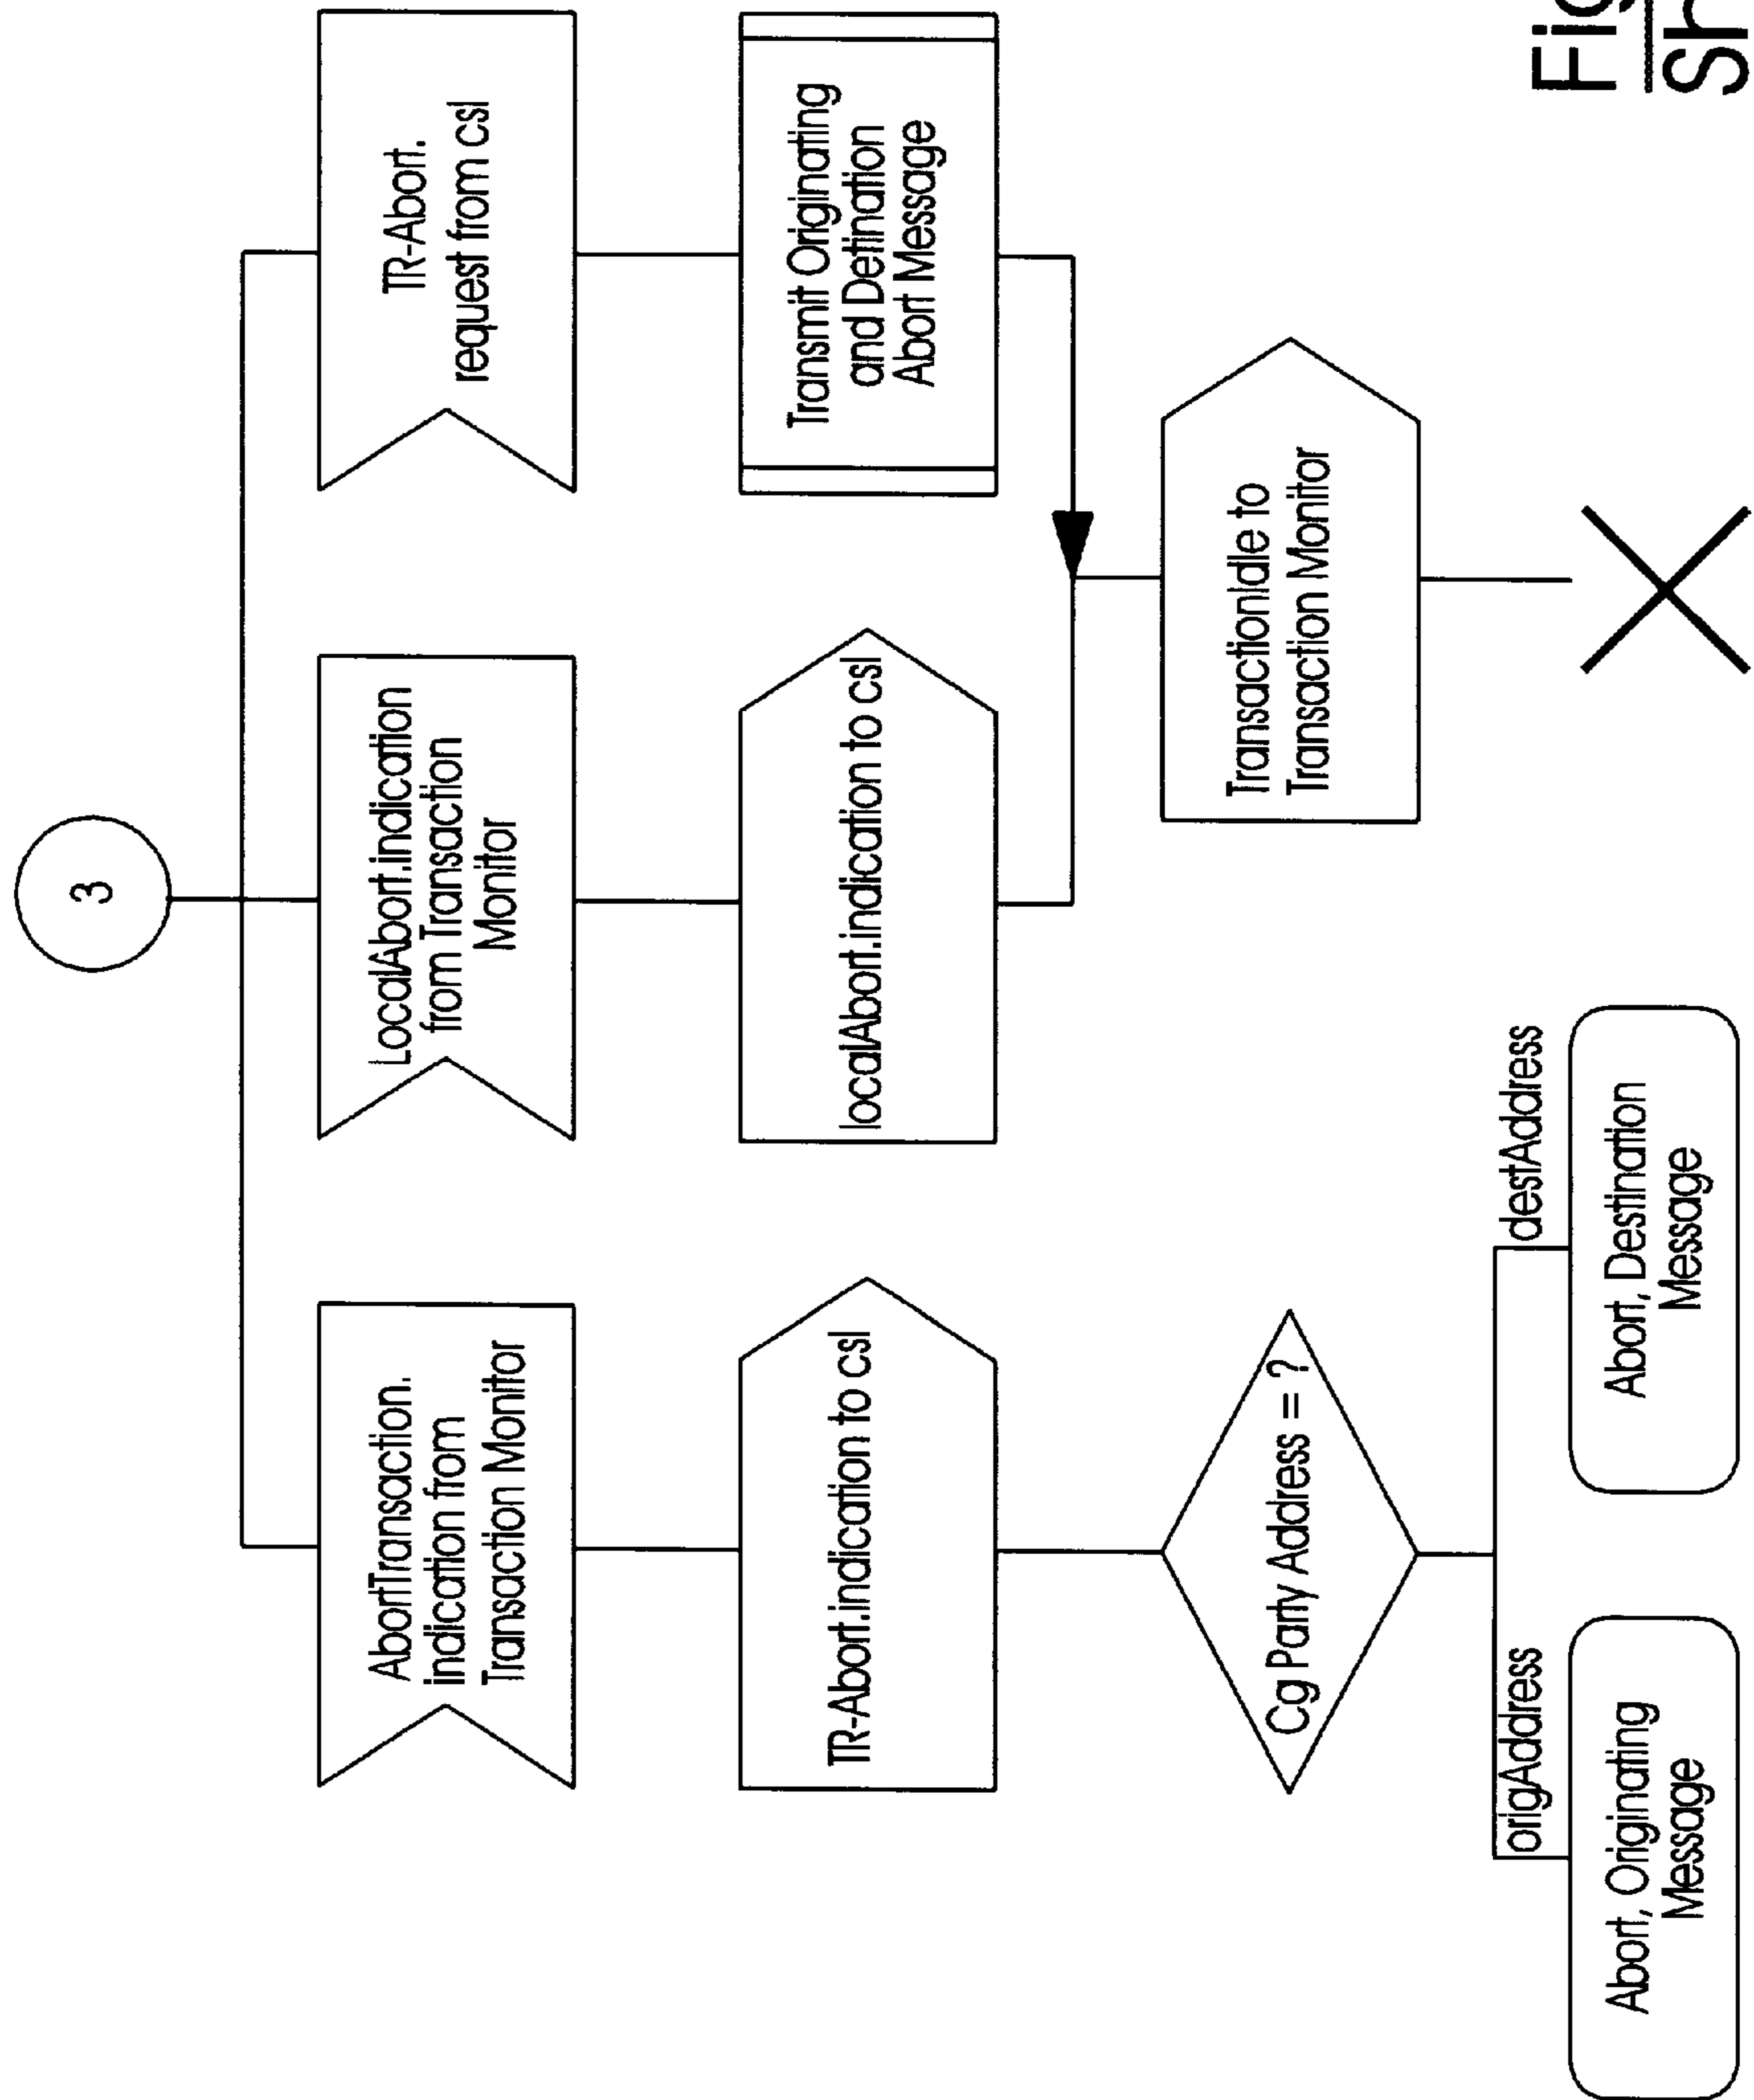 3
AbortTransaction.
indication from
Transaction Monitor
LocalAbort.indication
from Transaction
Monitor
TR-Abort.
request from csl
TR-Abort.indication to csl
localAbort.indication to csl
Transmit Originating
and Detination
Abort Message
Cg Party Address = ?
TransactionIdle to
Transaction Monitor
origAddress
destAddress
Abort, Originating
Message
Abort, Destination
Message